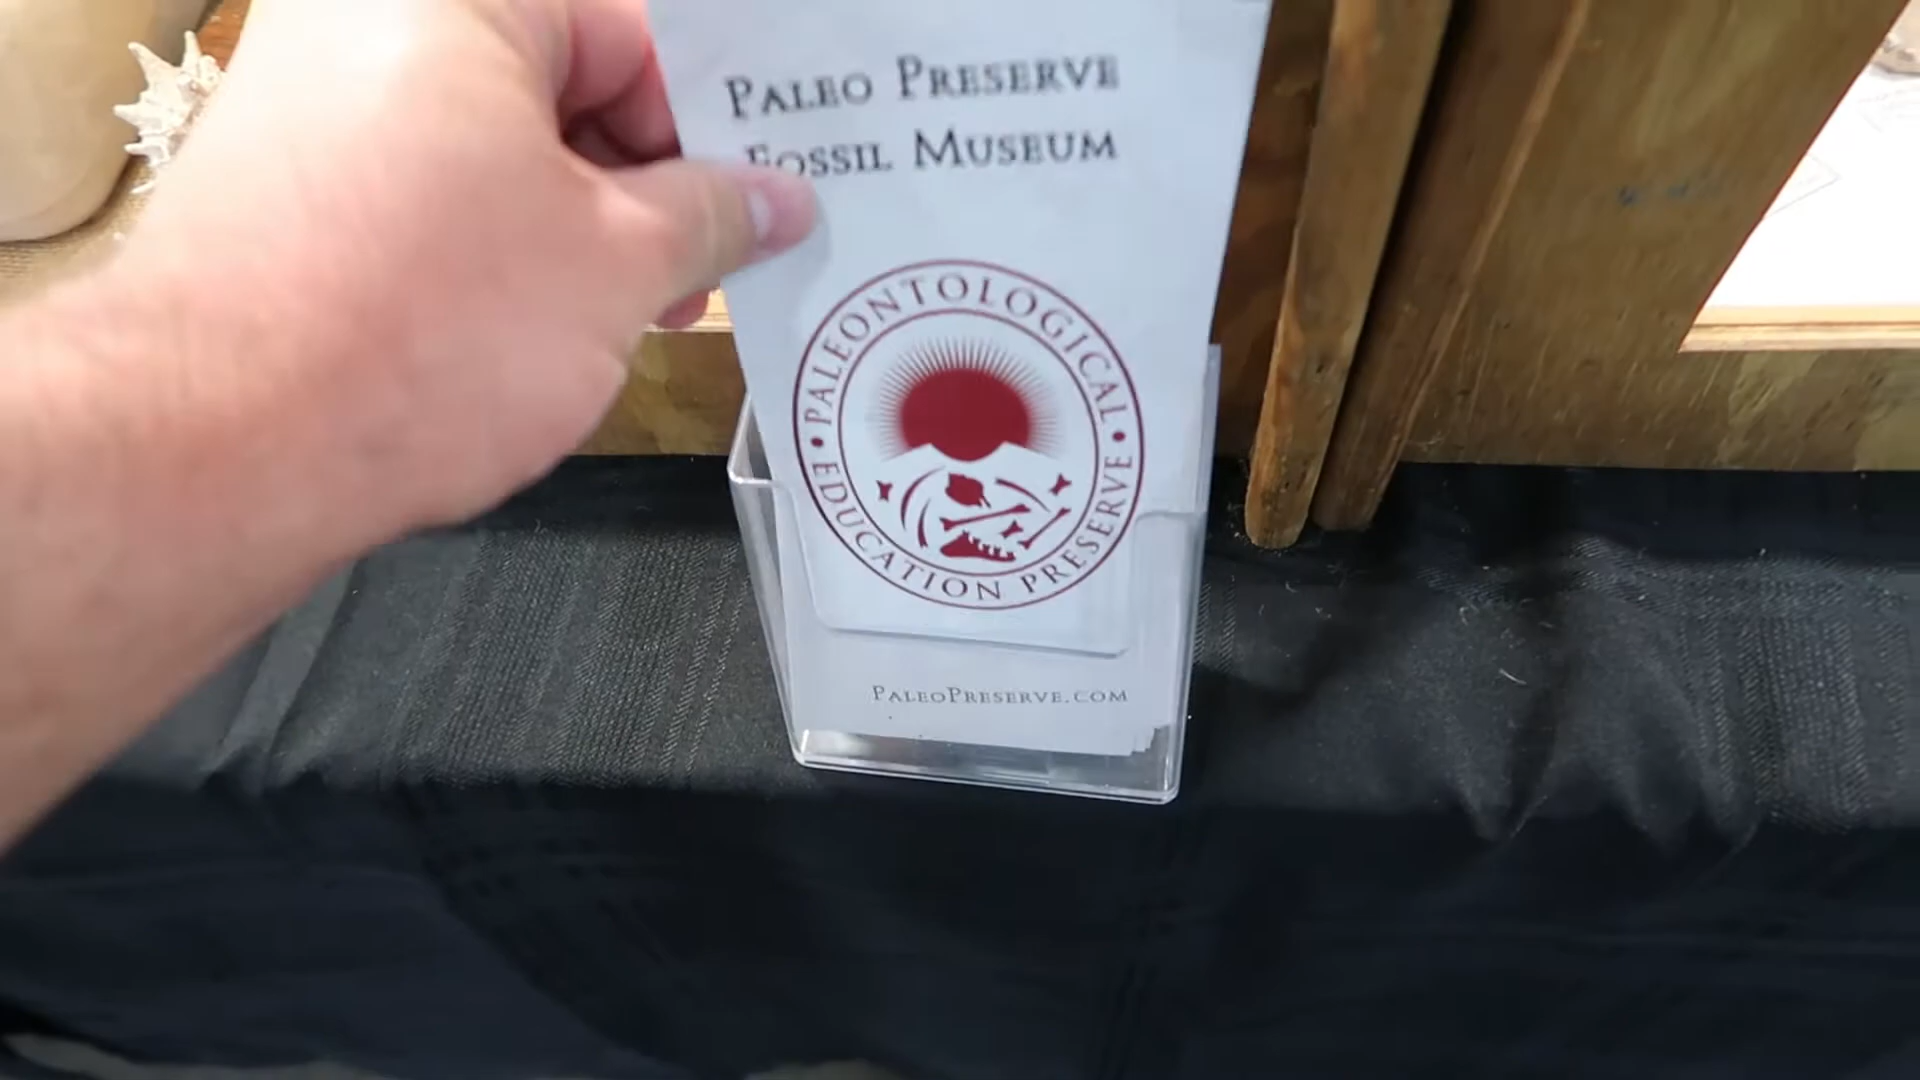 PALEO PRESERVE
FOSSIL MUSEUM
PALEONTOLOGICAL
• EDUCATION PRESERVE •
PALEOPRESERVE.COM